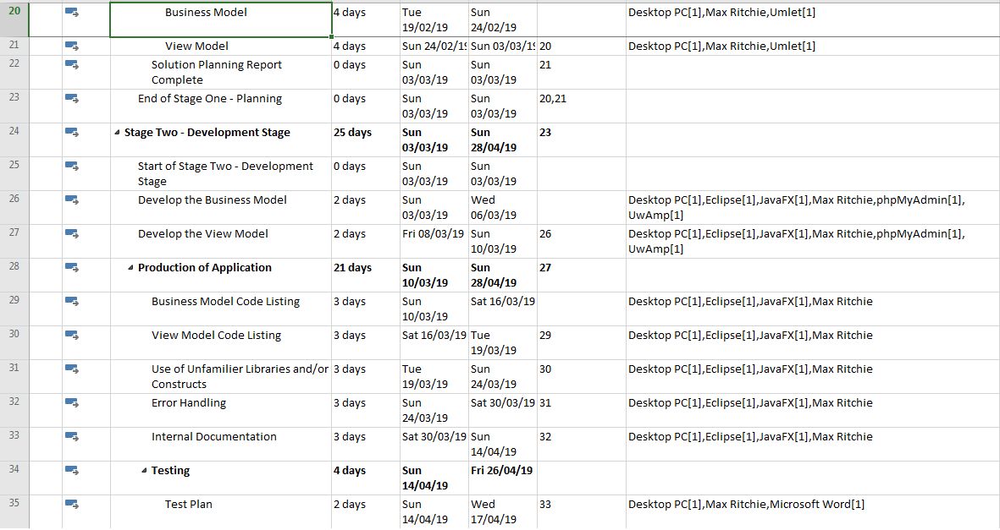 20 Business Model 4 days Tue 19/02/19 Sun 24/02/19 Desktop PC[1],Max Ritchie,Umlet[1]
21 View Model 4 days Sun 24/02/19 Sun 03/03/19 20 Desktop PC[1],Max Ritchie,Umlet[1]
22 Solution Planning Report Complete 0 days Sun 03/03/19 Sun 03/03/19 21
23 End of Stage One - Planning 0 days Sun 03/03/19 Sun 03/03/19 20,21
24 Stage Two - Development Stage 25 days Sun 03/03/19 Sun 28/04/19 23
25 Start of Stage Two - Development Stage 0 days Sun 03/03/19 Sun 03/03/19
26 Develop the Business Model 2 days Sun 03/03/19 Wed 06/03/19 Desktop PC[1],Eclipse[1],JavaFX[1],Max Ritchie,phpMyAdmin[1],UwAmp[1]
27 Develop the View Model 2 days Fri 08/03/19 Sun 10/03/19 26 Desktop PC[1],Eclipse[1],JavaFX[1],Max Ritchie,phpMyAdmin[1],UwAmp[1]
28 Production of Application 21 days Sun 10/03/19 Sun 28/04/19 27
29 Business Model Code Listing 3 days Sun 10/03/19 Sat 16/03/19 Desktop PC[1],Eclipse[1],JavaFX[1],Max Ritchie
30 View Model Code Listing 3 days Sat 16/03/19 Tue 19/03/19 29 Desktop PC[1],Eclipse[1],JavaFX[1],Max Ritchie
31 Use of Unfamilier Libraries and/or Constructs 3 days Tue 19/03/19 Sun 24/03/19 30 Desktop PC[1],Eclipse[1],JavaFX[1],Max Ritchie
32 Error Handling 3 days Sun 24/03/19 Sat 30/03/19 31 Desktop PC[1],Eclipse[1],JavaFX[1],Max Ritchie
33 Internal Documentation 3 days Sat 30/03/19 Sun 14/04/19 32 Desktop PC[1],Eclipse[1],JavaFX[1],Max Ritchie
34 Testing 4 days Sun 14/04/19 Fri 26/04/19
35 Test Plan 2 days Sun 14/04/19 Wed 17/04/19 33 Desktop PC[1],Max Ritchie,Microsoft Word[1]